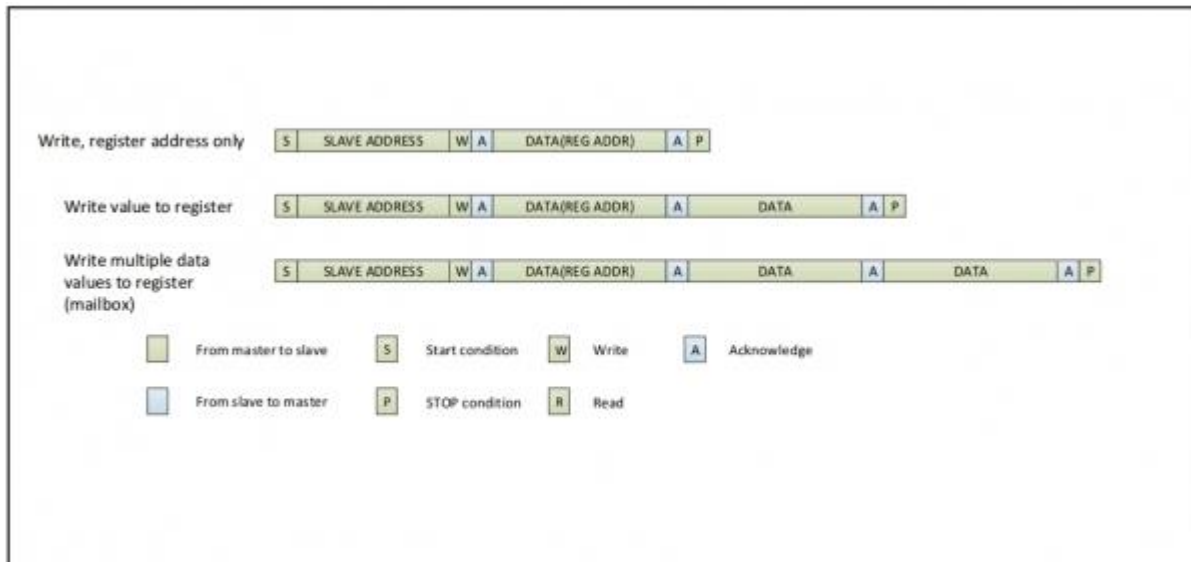 Write, register address only S SLAVE ADDRESS W A DATA(REG ADDR) A P
Write value to register S SLAVE ADDRESS W A DATA(REG ADDR) A DATA A P
Write multiple data
values to register
(mailbox)
S SLAVE ADDRESS W A DATA(REG ADDR) A DATA A DATA A P
From master to slave S Start condition W Write A Acknowledge
From slave to master P STOP condition R Read